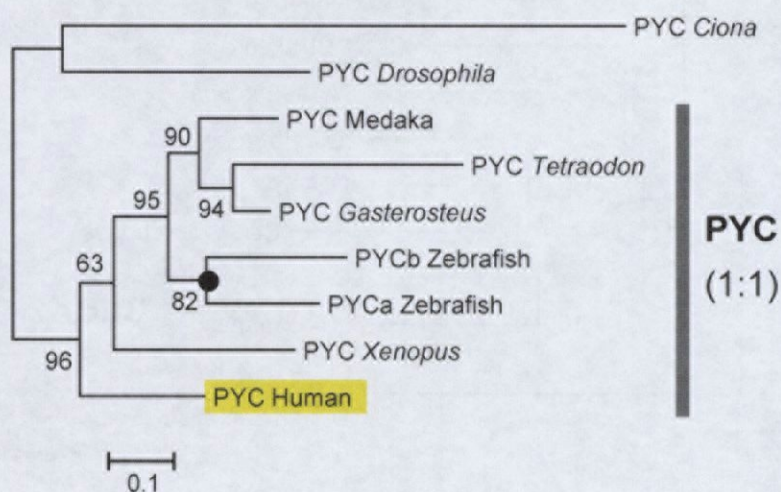 PYC Ciona
PYC Drosophila
90
PYC Medaka
PYC Tetraodon
95
94
PYC Gasterosteus
PYC
PYCb Zebrafish
63
(1:1)
82
PYCa Zebrafish
PYC Xenopus
96
PYC Human
0.1